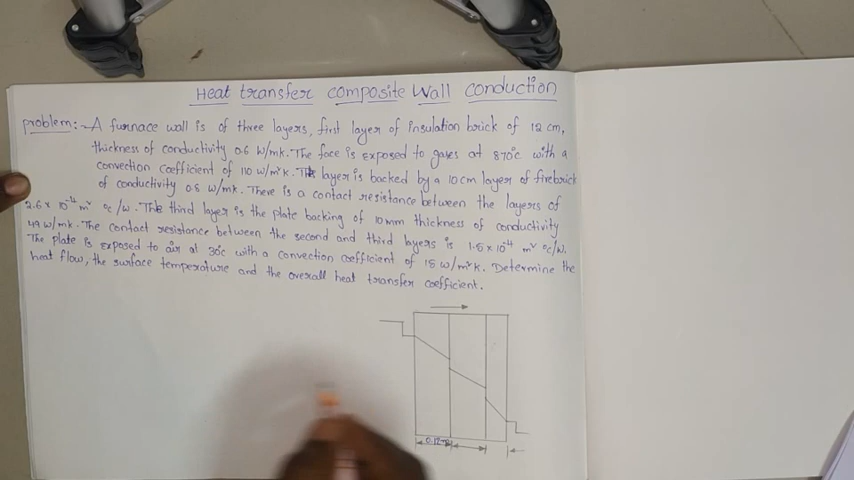 Heat transfer composite Wall conduction
problem:- A furnace wall is of three layers, first layer of insulation brick of 12 cm,
thickness of conductivity 0.6 W/mk. The face is exposed to gases at 870°c with a
convection coefficient of 110 w/m²k. The layer is backed by a 10cm layer of firebrick
of conductivity 0.8 w/mk. There is a contact resistance between the layers of
2.6 x 10⁻⁴ m² °c/w. The third layer is the plate backing of 10mm thickness of conductivity
49 w/mk. The contact resistance between the second and third layers is 1.5 x 10⁻⁴ m² °c/w.
The plate is exposed to air at 30°c with a convection coefficient of 15 w/m²k. Determine the
heat flow, the surface temperature and the overall heat transfer coefficient.